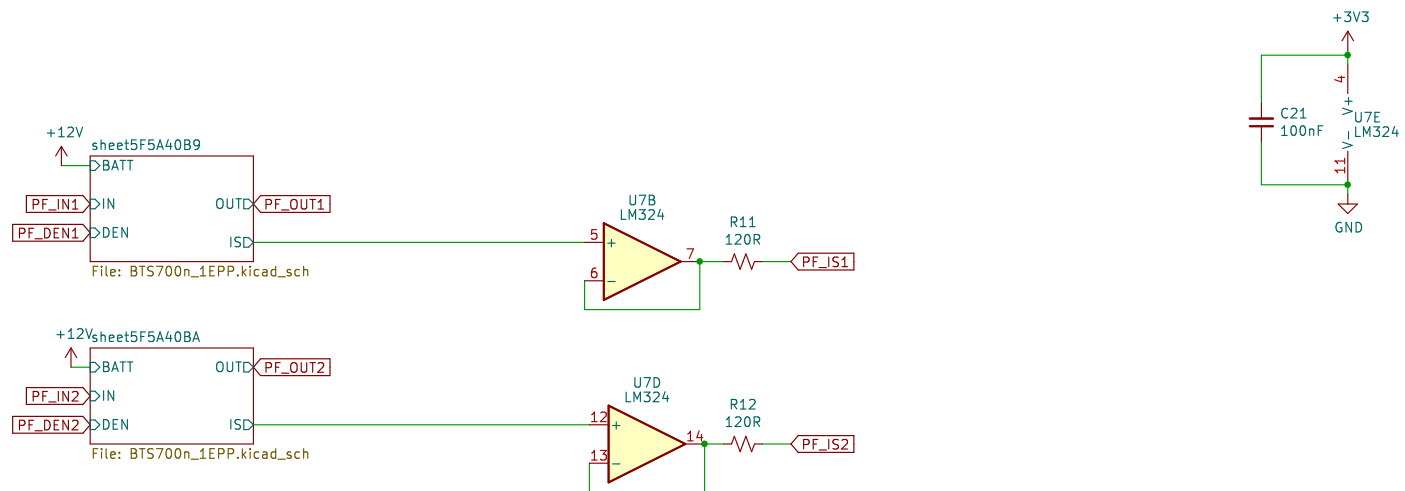 +3V3
4
V+
C21
100nF
U7E
LM324
V-
11
GND
+12V
sheet5F5A40B9
BATT
PF_IN1
IN
OUT
PF_OUT1
PF_DEN1
DEN
IS
File: BTS700n_1EPP.kicad_sch
U7B
LM324
5
+
6
-
7
R11
120R
PF_IS1
+12V
sheet5F5A40BA
BATT
OUT
PF_OUT2
PF_IN2
IN
PF_DEN2
DEN
IS
File: BTS700n_1EPP.kicad_sch
U7D
LM324
12
+
13
-
14
R12
120R
PF_IS2